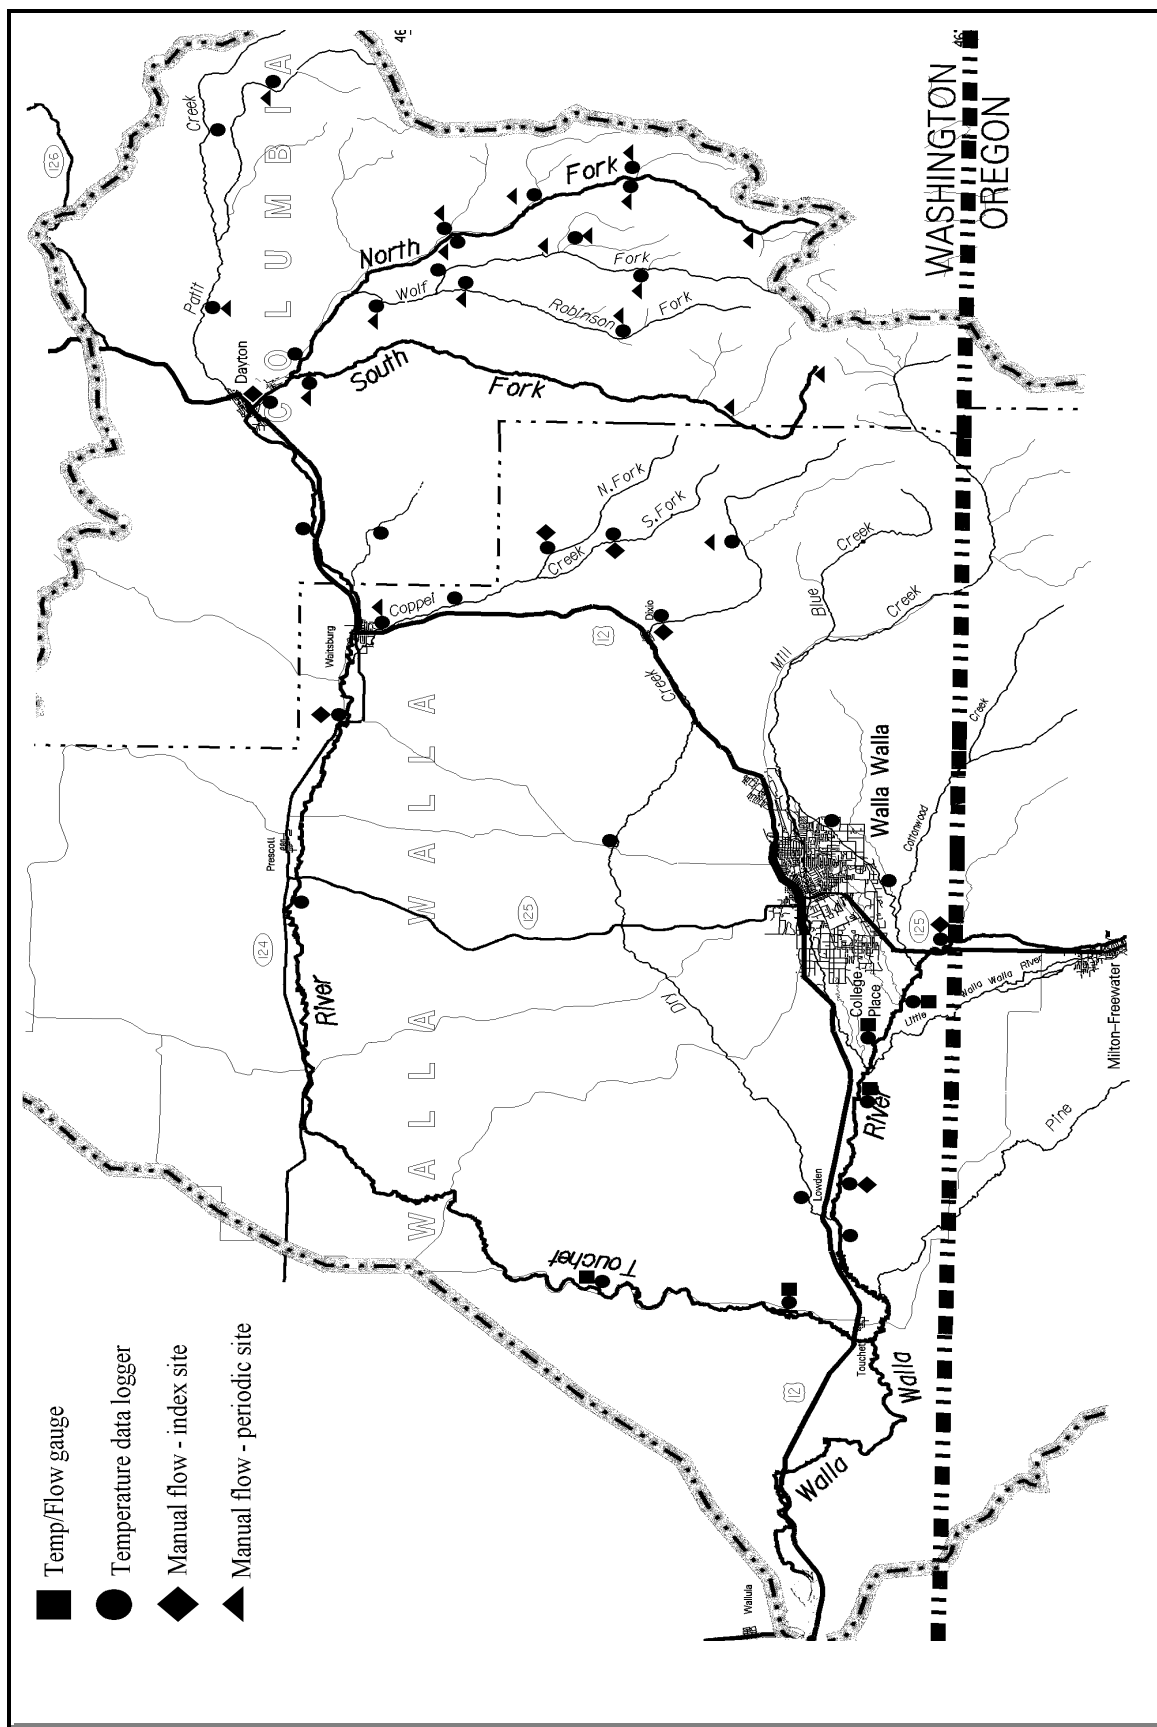 Temp/Flow gauge
Temperature data logger
Manual flow - index site
Manual flow - periodic site
126
46
46
COLUMBIA
Creek
Patit
Dayton
North
Fork
Wolf
Fork
Robinson
Fork
South
Fork
WASHINGTON
OREGON
N.Fork
S.Fork
Creek
Coppei
Waitsburg
12
Dixie
Creek
Dry
Blue
Creek
Mill
Creek
WALLA WALLA
Prescott
124
125
River
Touchet
Walla Walla
Cottonwood
Creek
125
College
Place
Little
Walla Walla River
Milton-Freewater
River
Lowden
Pine
Touchet
12
Walla
Walla
Wallula